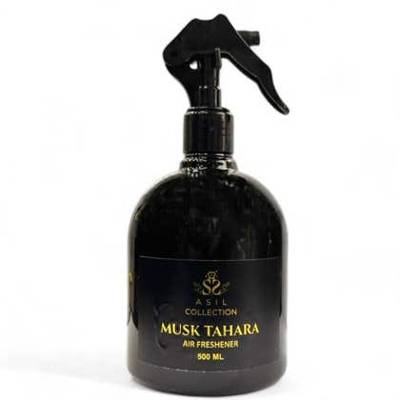 ASIL
COLLECTION
MUSK TAHARA
AIR FRESHENER
500 ML